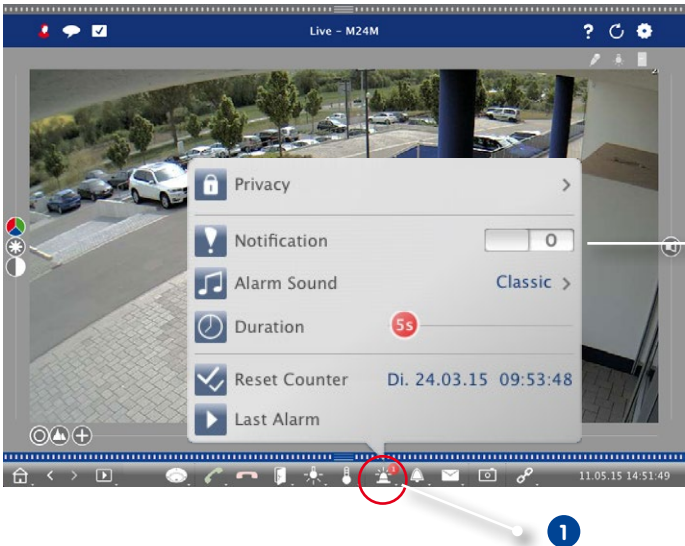 ? 
Live – M24M
Privacy
Notification
O
Alarm Sound Classic
Duration 5s
Reset Counter Di. 24.03.15 09:53:48
Last Alarm
11.05.15 14:51:49
1